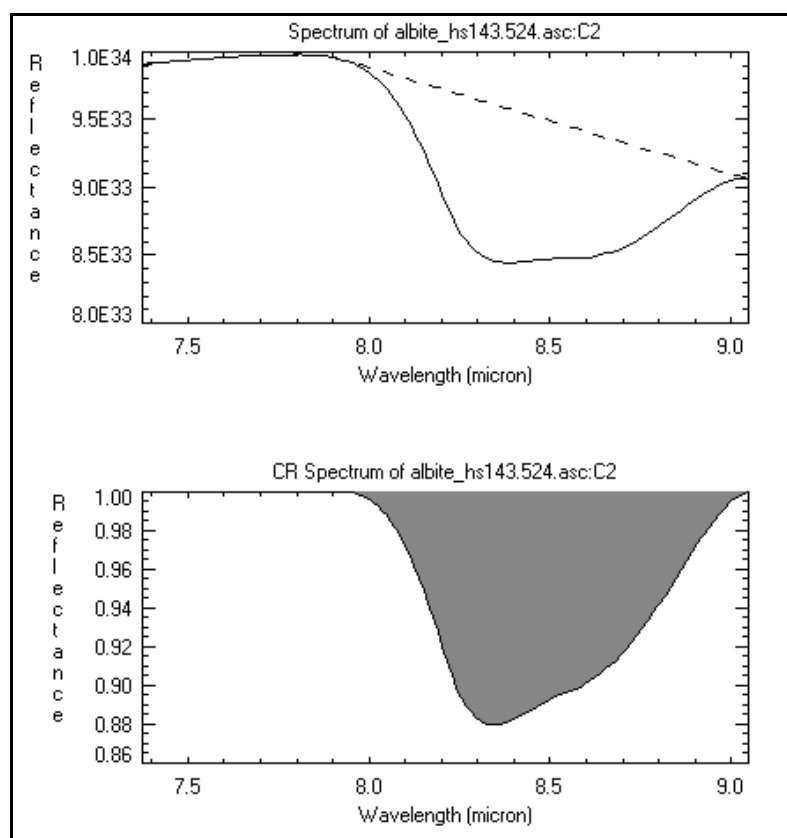 Spectrum of albite_hs143.524.asc:C2
Reflectance
1.0E34
9.5E33
9.0E33
8.5E33
8.0E33
7.5 8.0 8.5 9.0
Wavelength (micron)
CR Spectrum of albite_hs143.524.asc:C2
Reflectance
1.00
0.98
0.96
0.94
0.92
0.90
0.88
0.86
7.5 8.0 8.5 9.0
Wavelength (micron)